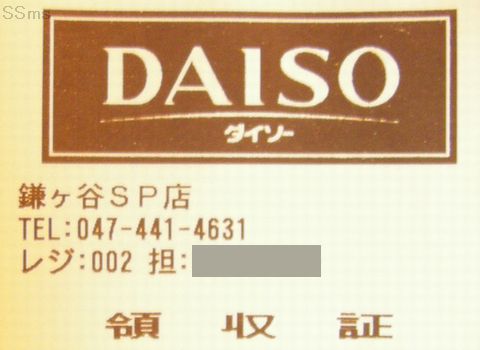 SSms
DAISO
ダイソー
鎌ヶ谷SP店
TEL:047-441-4631
レジ:002 担:
領収証